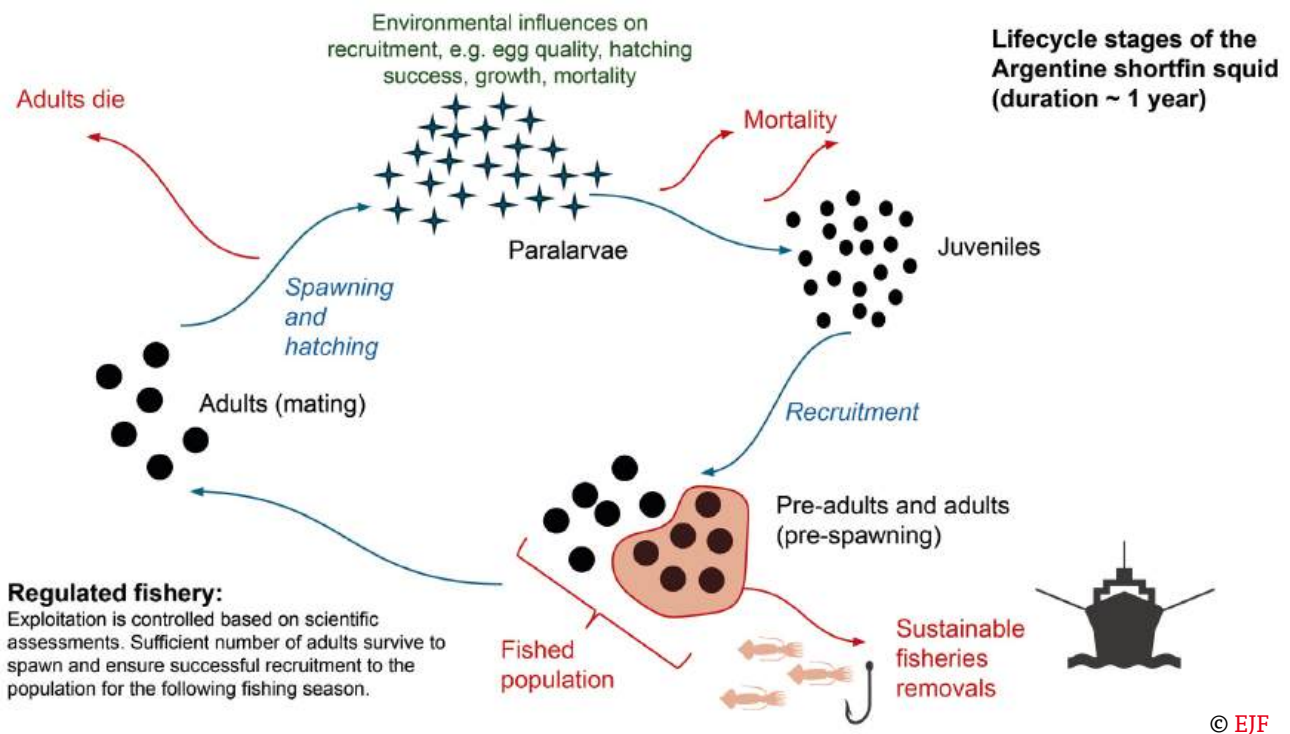 Environmental influences on
recruitment, e.g. egg quality, hatching
success, growth, mortality
Lifecycle stages of the
Argentine shortfin squid
(duration ~ 1 year)
Adults die
Mortality
Paralarvae
Juveniles
Spawning
and
hatching
Adults (mating)
Recruitment
Pre-adults and adults
(pre-spawning)
Regulated fishery:
Exploitation is controlled based on scientific
assessments. Sufficient number of adults survive to
spawn and ensure successful recruitment to the
population for the following fishing season.
Fished
population
Sustainable
fisheries
removals
© EJF